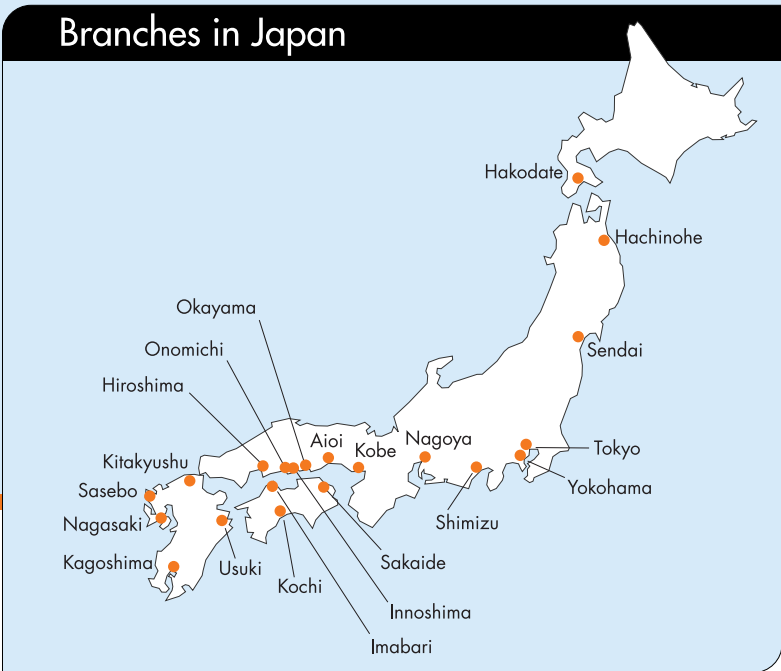 Branches in Japan
Hakodate
Hachinohe
Okayama
Onomichi
Sendai
Hiroshima
Aioi
Nagoya
Kobe
Tokyo
Kitakyushu
Yokohama
Sasebo
Shimizu
Nagasaki
Kagoshima
Usuki
Sakaide
Kochi
Innoshima
Imabari